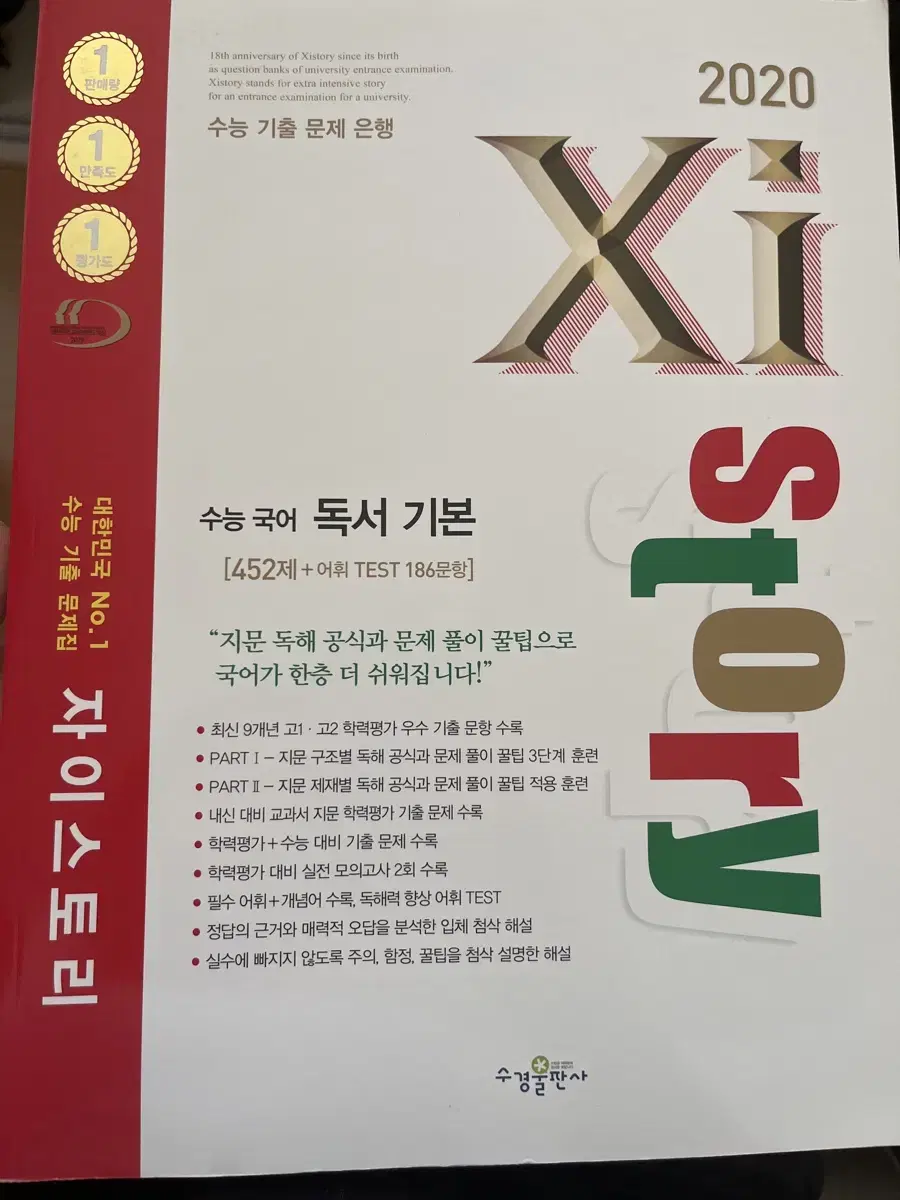 1
판매량
1
만족도
1
평가도
18th anniversary of Xistory since its birth
as question banks of university entrance examination.
Xistory stands for extra intensive story
for an entrance examination for a university.
수능 기출 문제 은행
2020
Xi
story
수능 국어 독서 기본
[452제 + 어휘 TEST 186문항]
“지문 독해 공식과 문제 풀이 꿀팁으로
국어가 한층 더 쉬워집니다!”
• 최신 9개년 고1 · 고2 학력평가 우수 기출 문항 수록
• PART Ⅰ – 지문 구조별 독해 공식과 문제 풀이 꿀팁 3단계 훈련
• PART Ⅱ – 지문 제재별 독해 공식과 문제 풀이 꿀팁 적용 훈련
• 내신 대비 교과서 지문 학력평가 기출 문제 수록
• 학력평가 + 수능 대비 기출 문제 수록
• 학력평가 대비 실전 모의고사 2회 수록
• 필수 어휘 + 개념어 수록, 독해력 향상 어휘 TEST
• 정답의 근거와 매력적 오답을 분석한 입체 첨삭 해설
• 실수에 빠지지 않도록 주의, 함정, 꿀팁을 첨삭 설명한 해설
대한민국 No.1
수능 기출 문제집
자이스토리
수경출판사